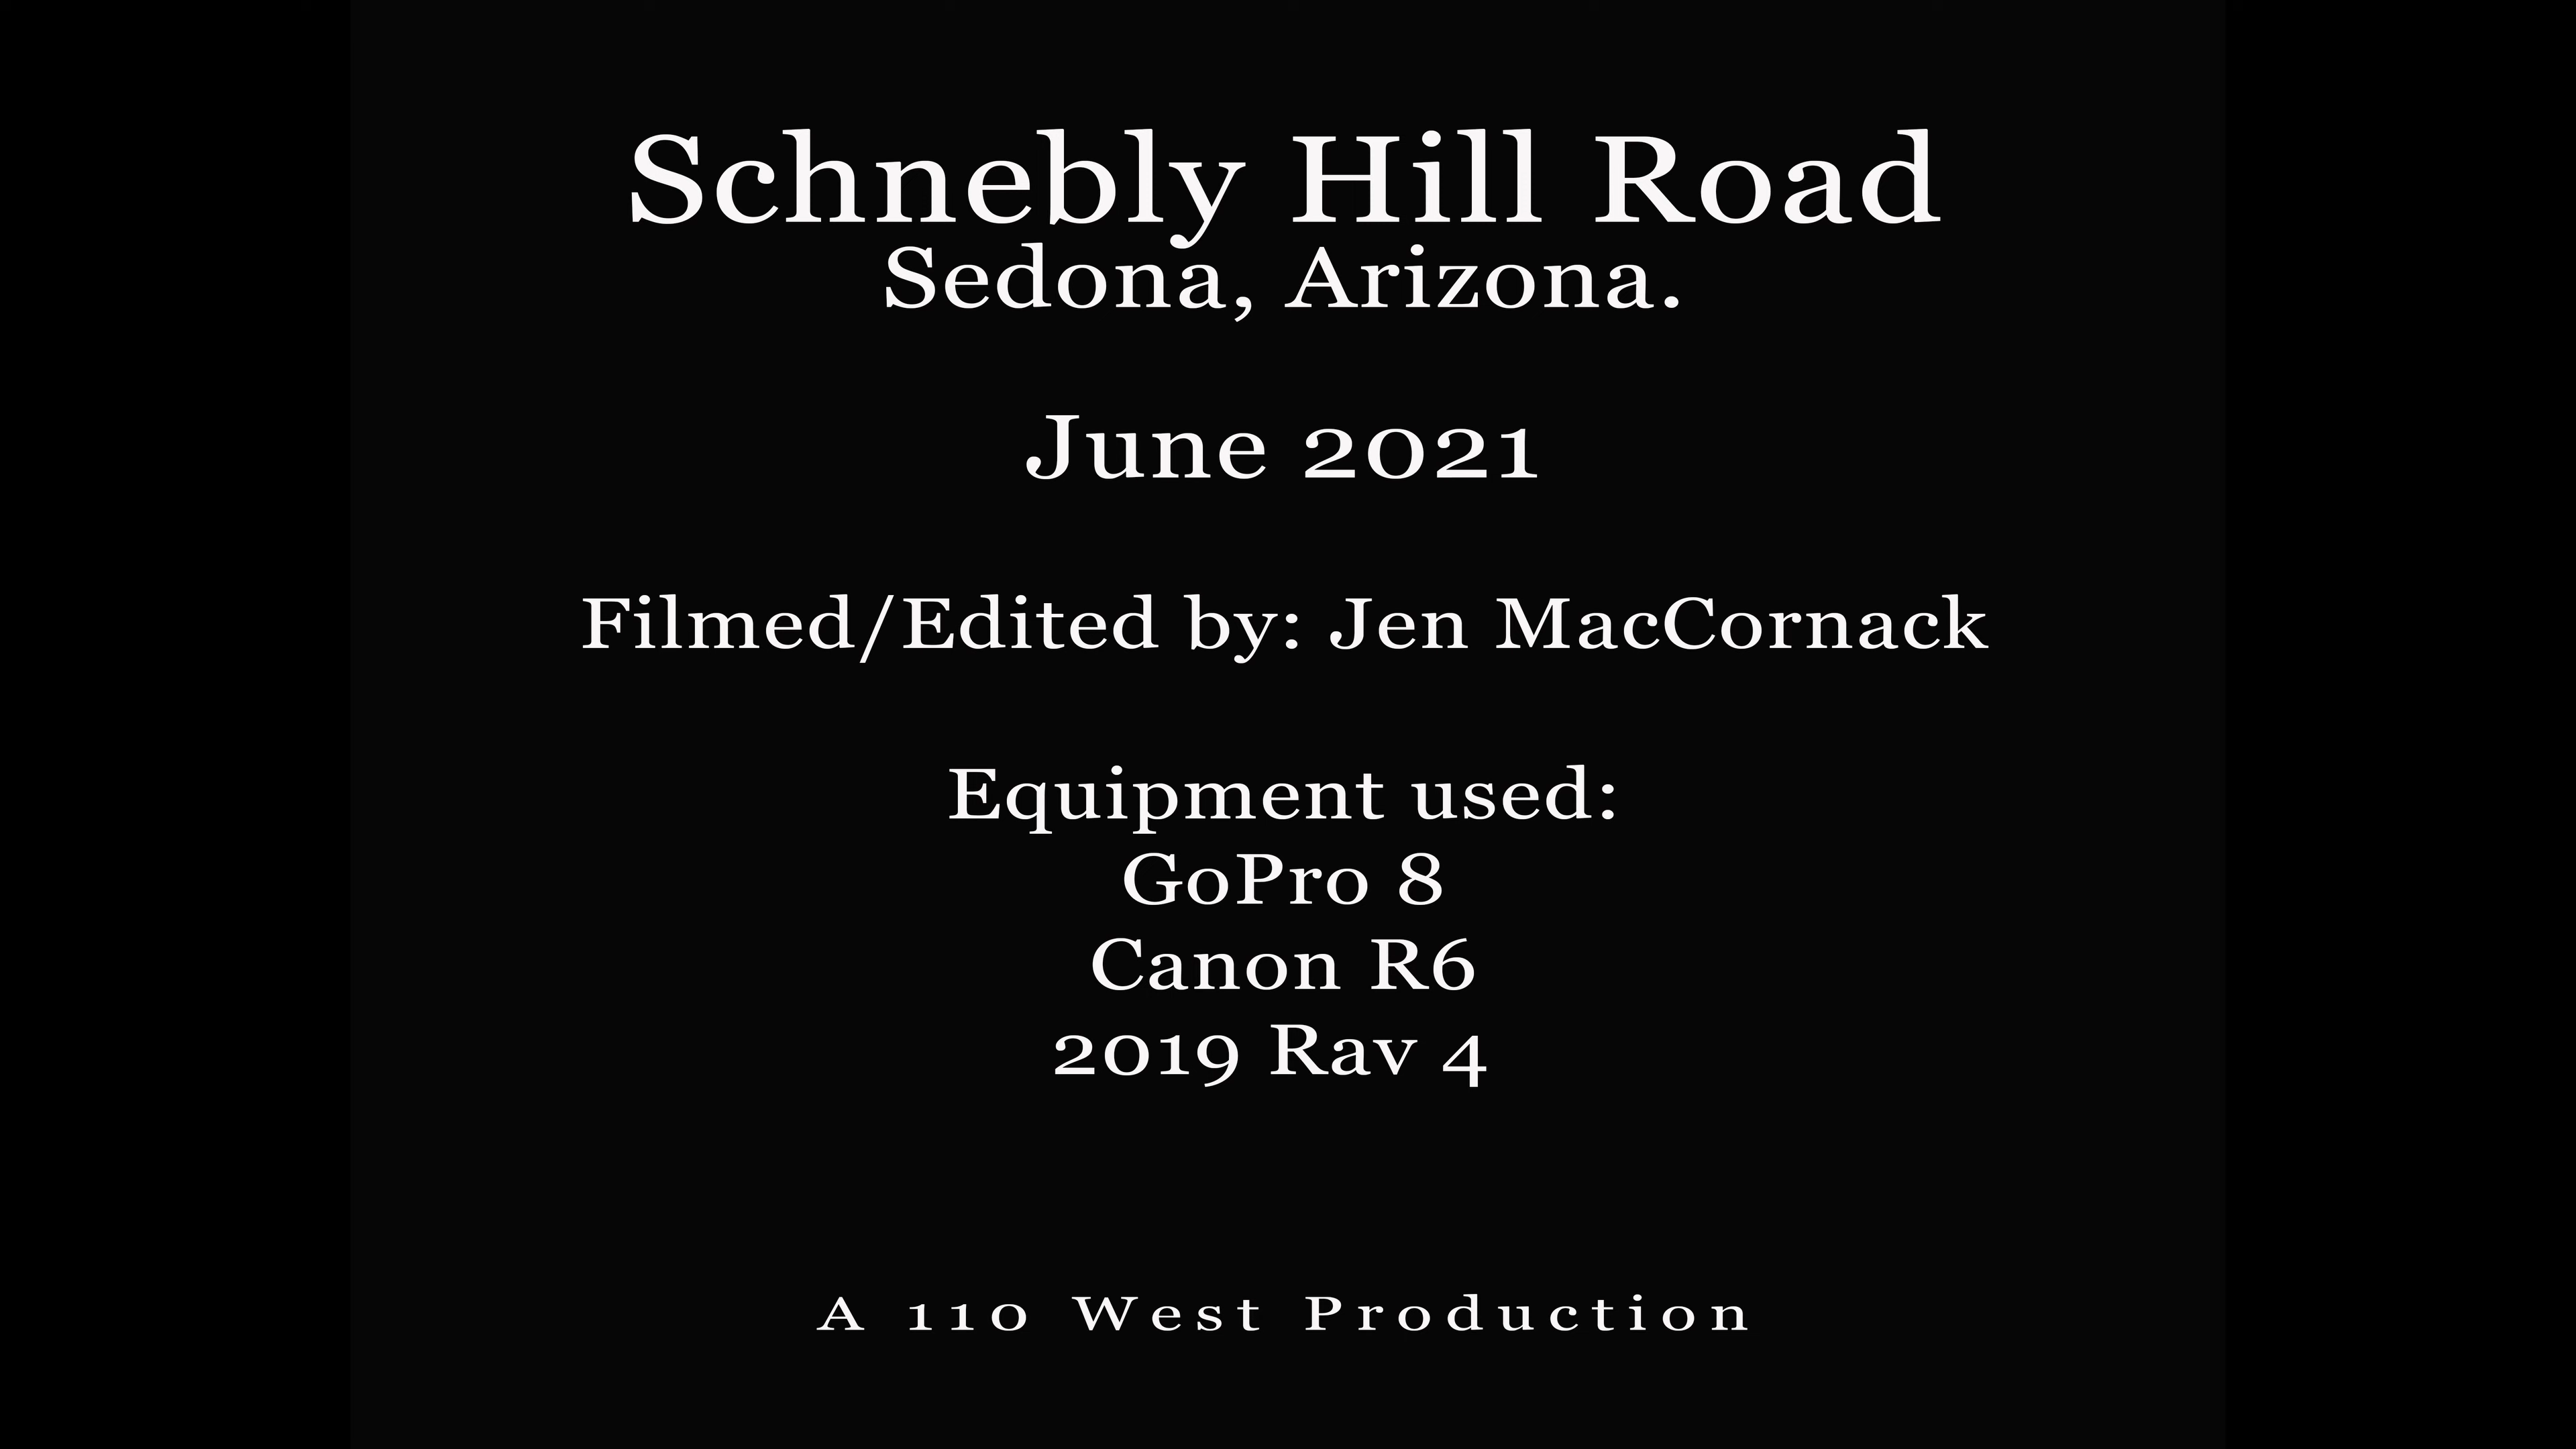 Schnebly Hill Road
Sedona, Arizona.
June 2021
Filmed/Edited by: Jen MacCornack
Equipment used:
GoPro 8
Canon R6
2019 Rav 4
A 110 West Production